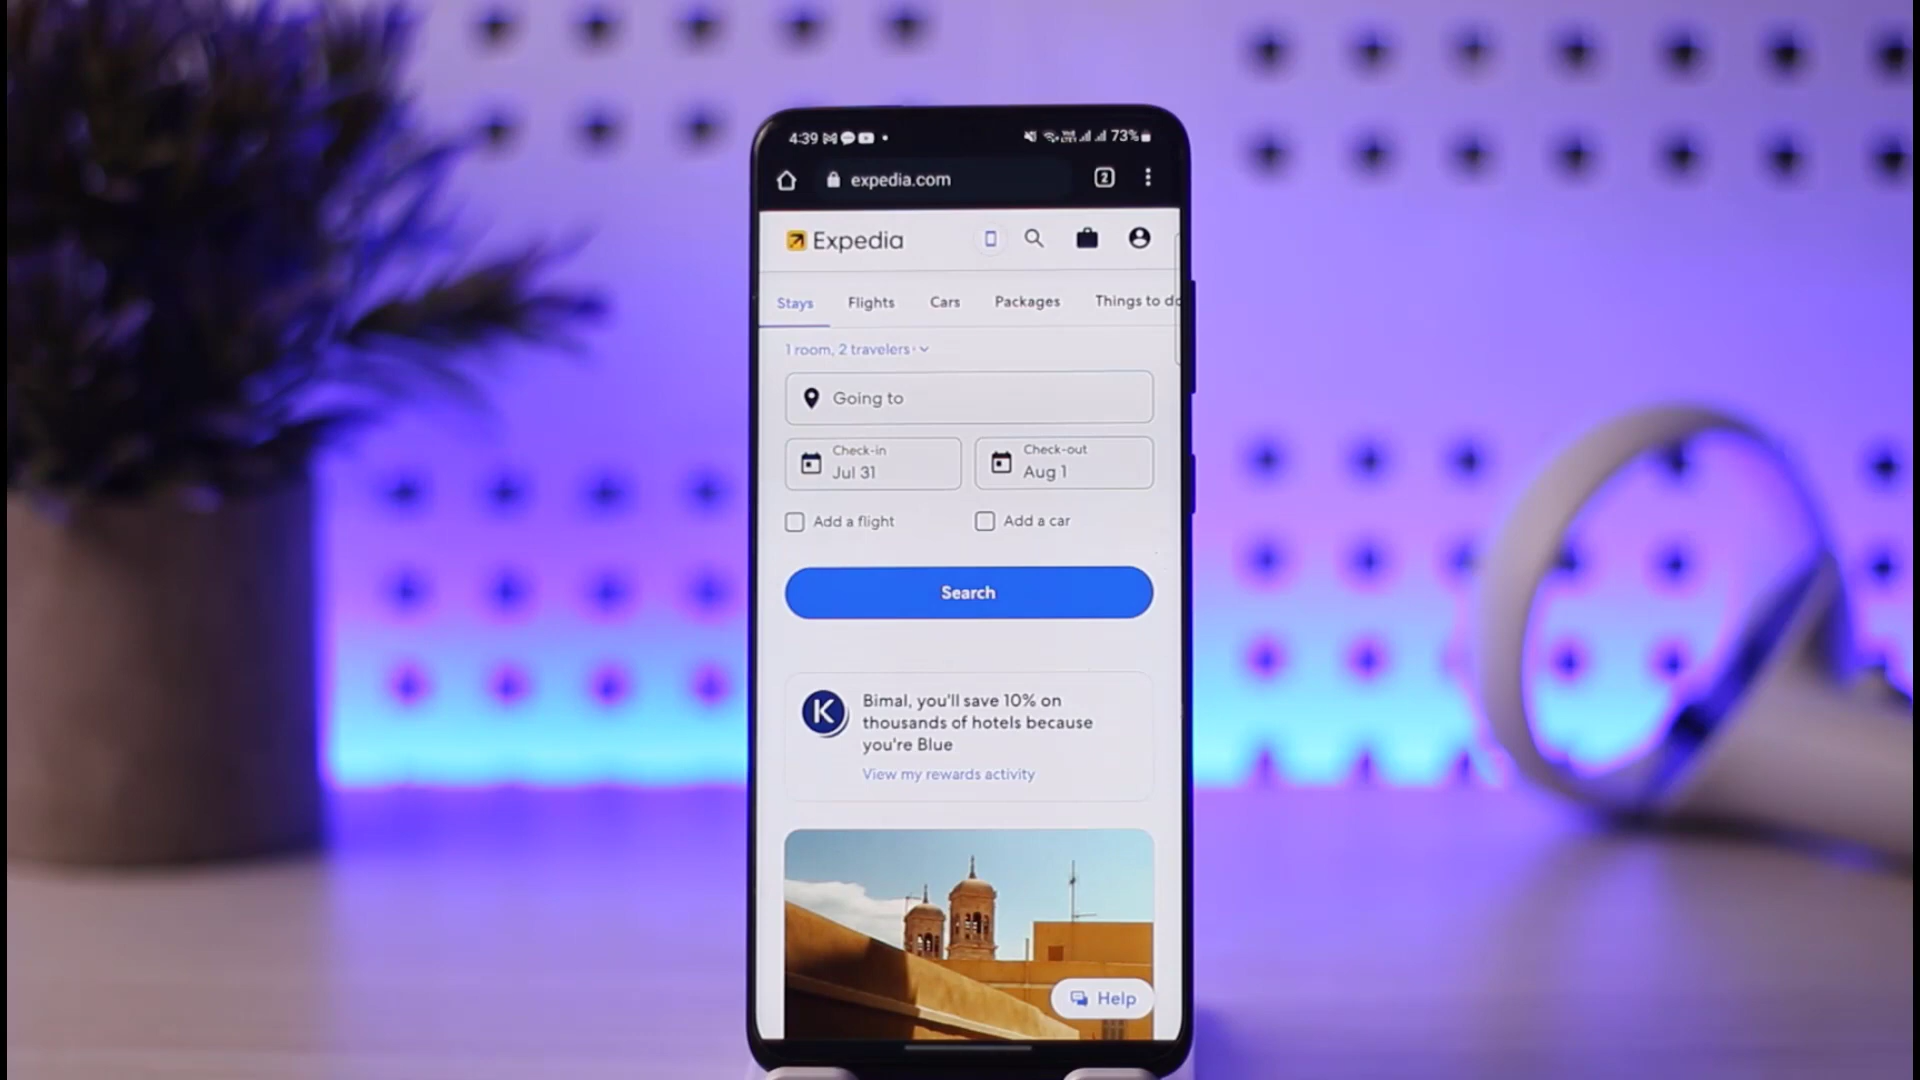 4:39 73%
expedia.com 2
Expedia
Stays Flights Cars Packages Things to do
1 room, 2 travelers
Going to
Check-in Check-out
Jul 31 Aug 1
Add a flight Add a car
Search
K
Bimal, you'll save 10% on
thousands of hotels because
you're Blue
View my rewards activity
Help